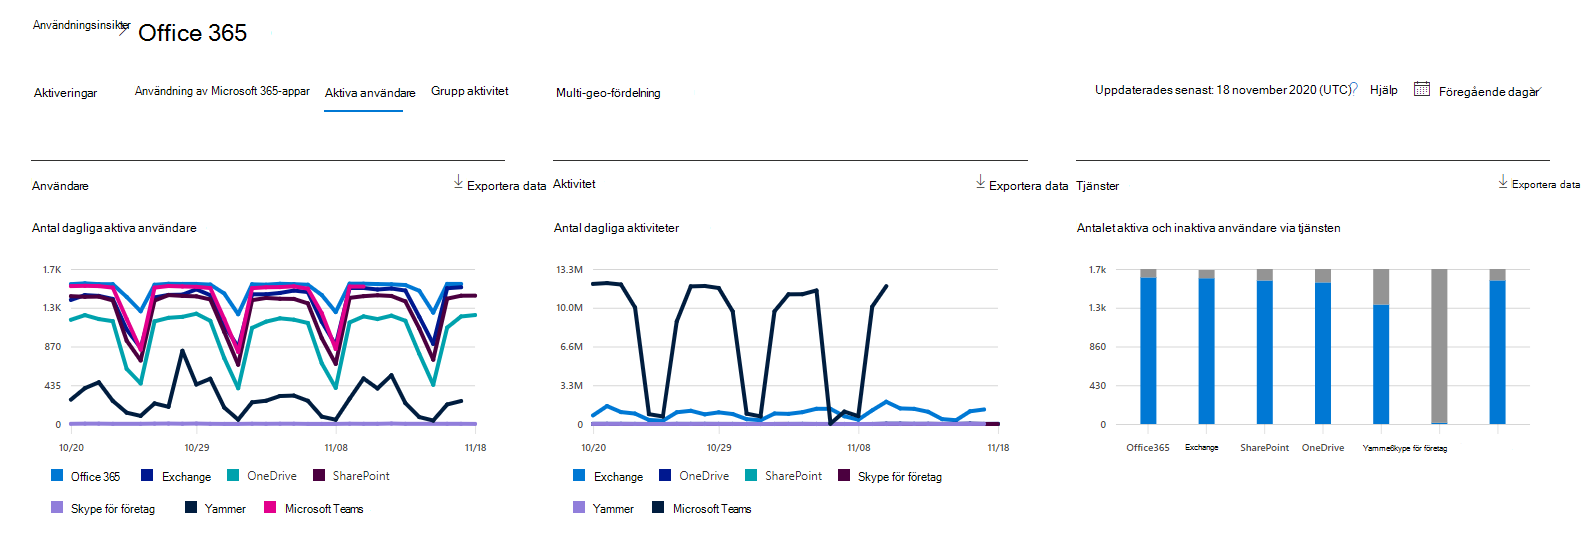 Användningsinsikter
Office 365
Aktiveringar
Användning av Microsoft 365-appar
Aktiva användare
Grupp aktivitet
Multi-geo-fördelning
Uppdaterades senast: 18 november 2020 (UTC)
? Hjälp
Föregående dagar
Användare
Exportera data
Aktivitet
Exportera data
Tjänster
Exportera data
Antal dagliga aktiva användare
1.7K
1.3K
870
435
0
10/20 10/29 11/08 11/18
Office 365 Exchange OneDrive SharePoint
Skype för företag Yammer Microsoft Teams
Antal dagliga aktiviteter
13.3M
10.0M
6.6M
3.3M
0
10/20 10/29 11/08 11/18
Exchange OneDrive SharePoint Skype för företag
Yammer Microsoft Teams
Antalet aktiva och inaktiva användare via tjänsten
1.7k
1.3k
860
430
0
Office365 Exchange SharePoint OneDrive Yammer Skype för företag